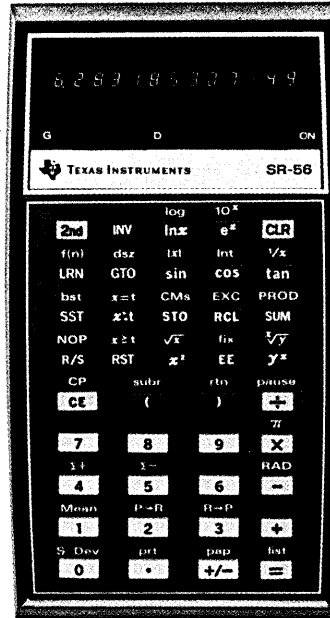 6.283185307-49
G D ON
TEXAS INSTRUMENTS SR-56
log 10ˣ
2nd INV lnx eˣ CLR
f(n) dsz |x| Int ¹/x
LRN GTO sin cos tan
bst x=t CMs EXC PROD
SST x⇄t STO RCL SUM
NOP x≥t √x fix ˣ√y
R/S RST x² EE yˣ
CP subr rtn pause
CE ( ) ÷
π
7 8 9 X
Σ+ Σ− RAD
4 5 6 −
Mean P→R R→P
1 2 3 +
S. Dev prt pap list
0 . +/− =